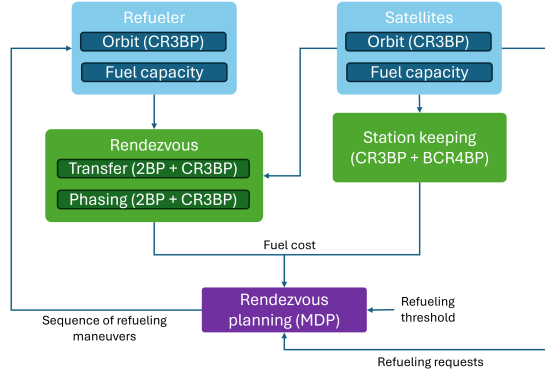 Refueler
Orbit (CR3BP)
Fuel capacity
Satellites
Orbit (CR3BP)
Fuel capacity
Rendezvous
Transfer (2BP + CR3BP)
Phasing (2BP + CR3BP)
Station keeping
(CR3BP + BCR4BP)
Fuel cost
Rendezvous
planning (MDP)
Refueling
threshold
Sequence of refueling
maneuvers
Refueling requests